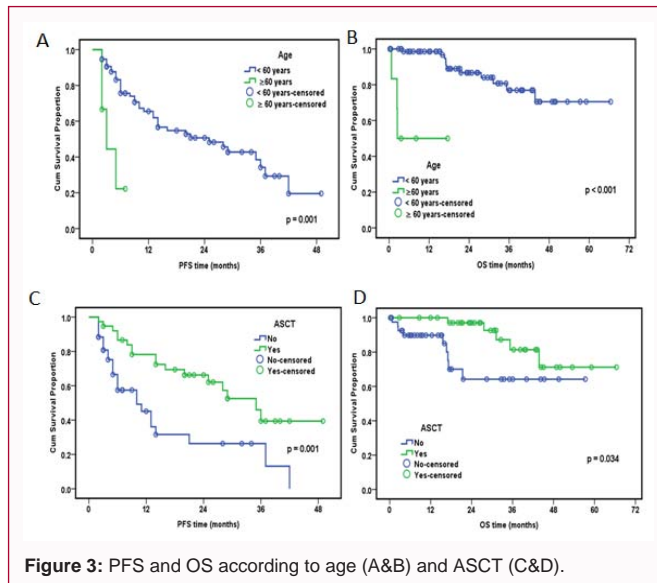 A
Cum Survival Proportion
1.0
0.8
0.6
0.4
0.2
0.0
Age
< 60 years
≥60 years
< 60 years-censored
≥ 60 years-censored
p = 0.001
0 12 24 36 48
PFS time (months)
B
Cum Survival Proportion
1.0
0.8
0.6
0.4
0.2
0.0
Age
< 60 years
≥60 years
< 60 years-censored
≥ 60 years-censored
p < 0.001
0 12 24 36 48 60 72
OS time (months)
C
Cum Survival Proportion
1.0
0.8
0.6
0.4
0.2
0.0
ASCT
No
Yes
No-censored
Yes-censored
p = 0.001
0 12 24 36 48
PFS time (months)
D
Cum Survival Proportion
1.0
0.8
0.6
0.4
0.2
0.0
ASCT
No
Yes
No-censored
Yes-censored
p = 0.034
0 12 24 36 48 60 72
OS time (months)
Figure 3: PFS and OS according to age (A&B) and ASCT (C&D).